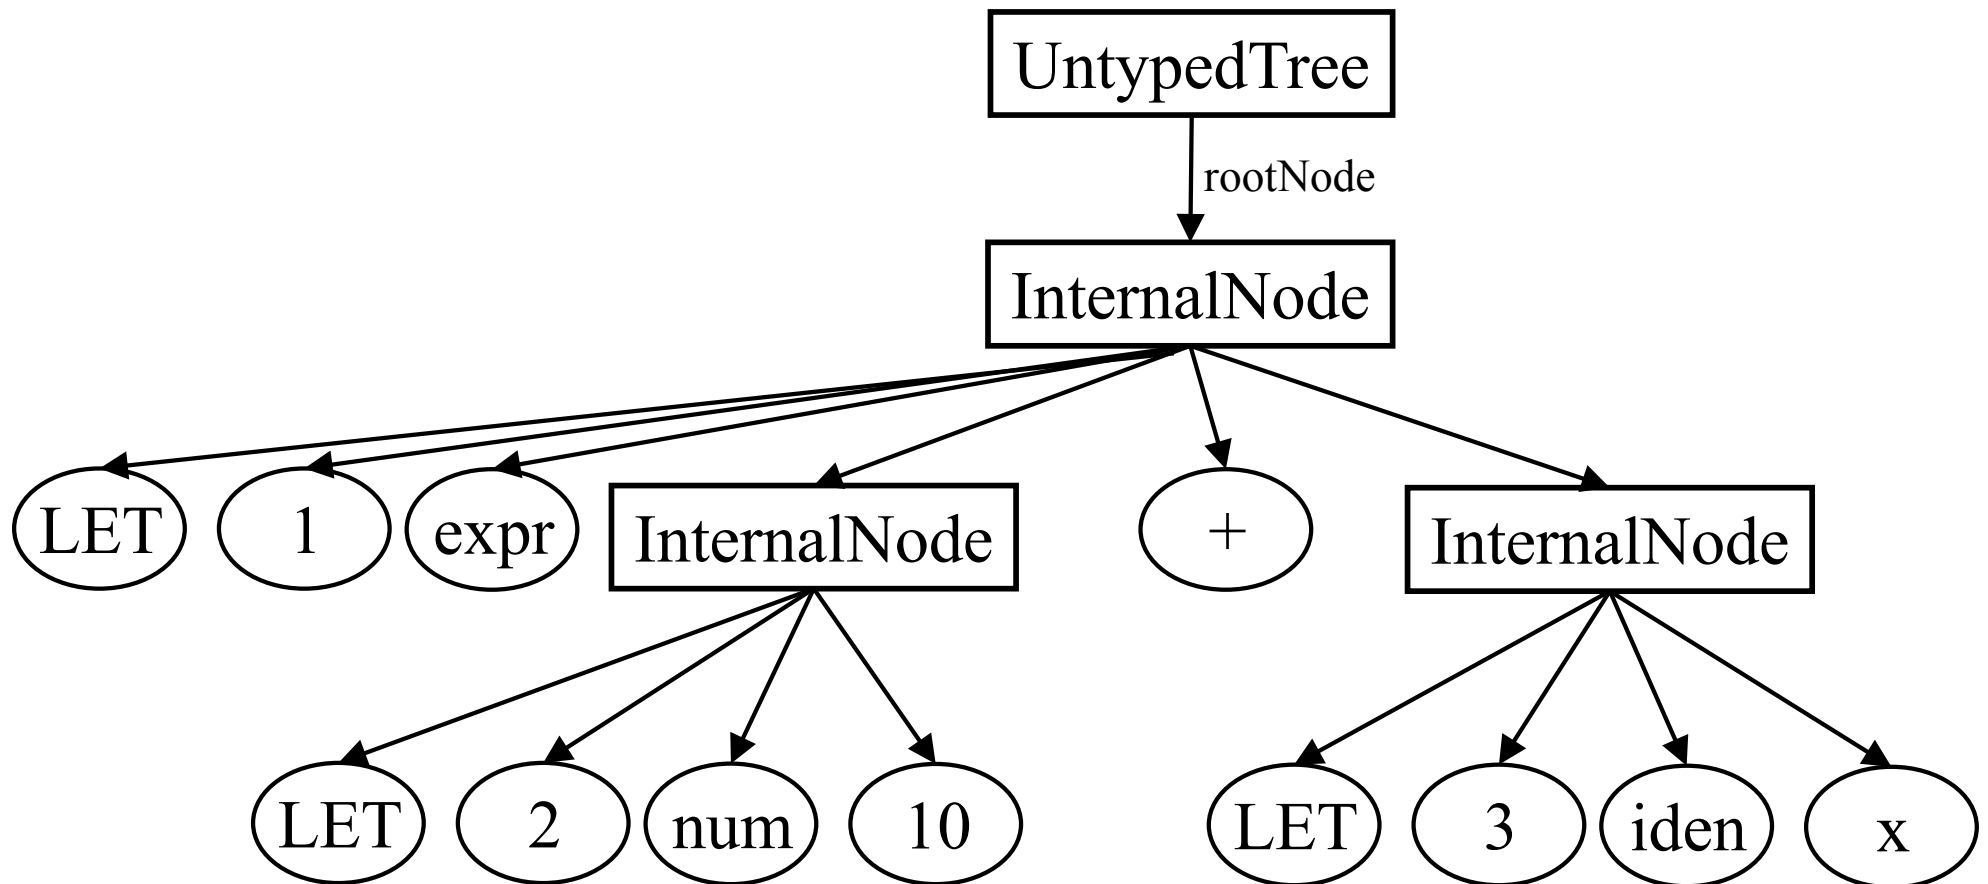 UntypedTree
rootNode
InternalNode
LET 1 expr InternalNode + InternalNode
LET 2 num 10 LET 3 iden x